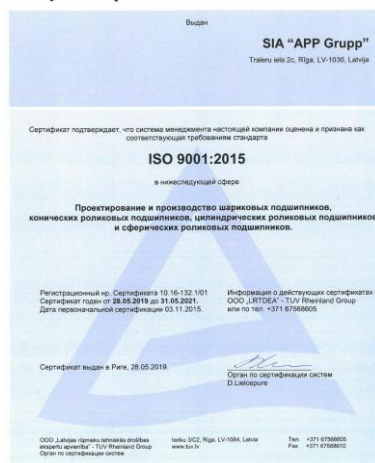 Выдан
SIA “APP Grupp”
Traleru iela 2c, Rīga, LV-1030, Latvija
Сертификат подтверждает, что система менеджмента настоящей компании оценена и признана как
соответствующая требованиям стандарта
ISO 9001:2015
в нижеследующей сфере
Проектирование и производство шариковых подшипников,
конических роликовых подшипников, цилиндрических роликовых подшипников
и сферических роликовых подшипников.
Регистрационный нр. Сертификата 10.16-132.1/01
Сертификат годен от 28.05.2019 до 31.05.2021.
Дата первоначальной сертификации 03.11.2015.
Информация о действующих сертификатах
ООО „LRTDEA” - TUV Rheinland Group
или по тел. +371 67568605
Сертификат выдан в Риге, 28.05.2019.
Орган по сертификации систем
D.Lielcepure
ООО „Latvijas rūpnieku tehniskās drošības
ekspertu apvienība” - TUV Rheinland Group
Орган по сертификации систем
Ieriķu 3/C2, Rīga, LV-1084, Latvia
www.tuv.lv
Тел. +371 67568605
Fax +371 67568610